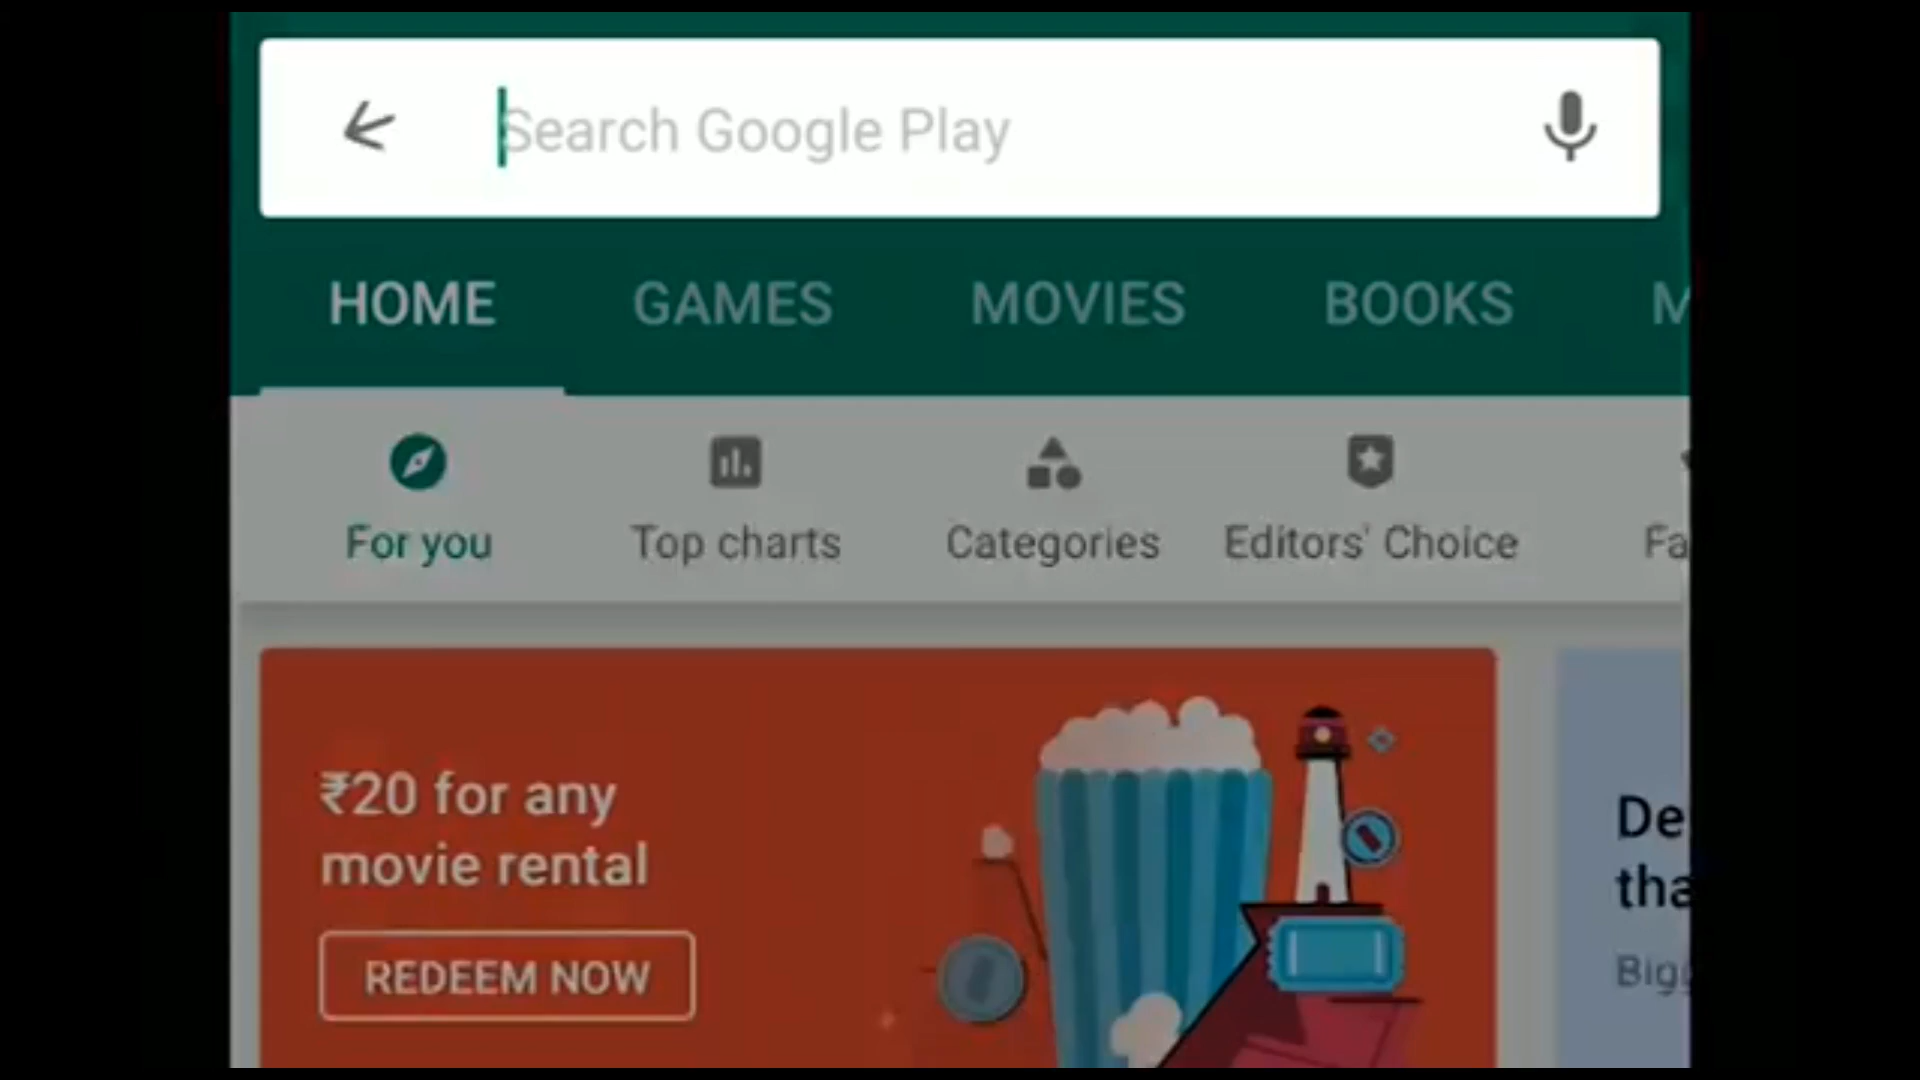 Search Google Play
HOME GAMES MOVIES BOOKS
For you Top charts Categories Editors' Choice
₹20 for any
movie rental
REDEEM NOW